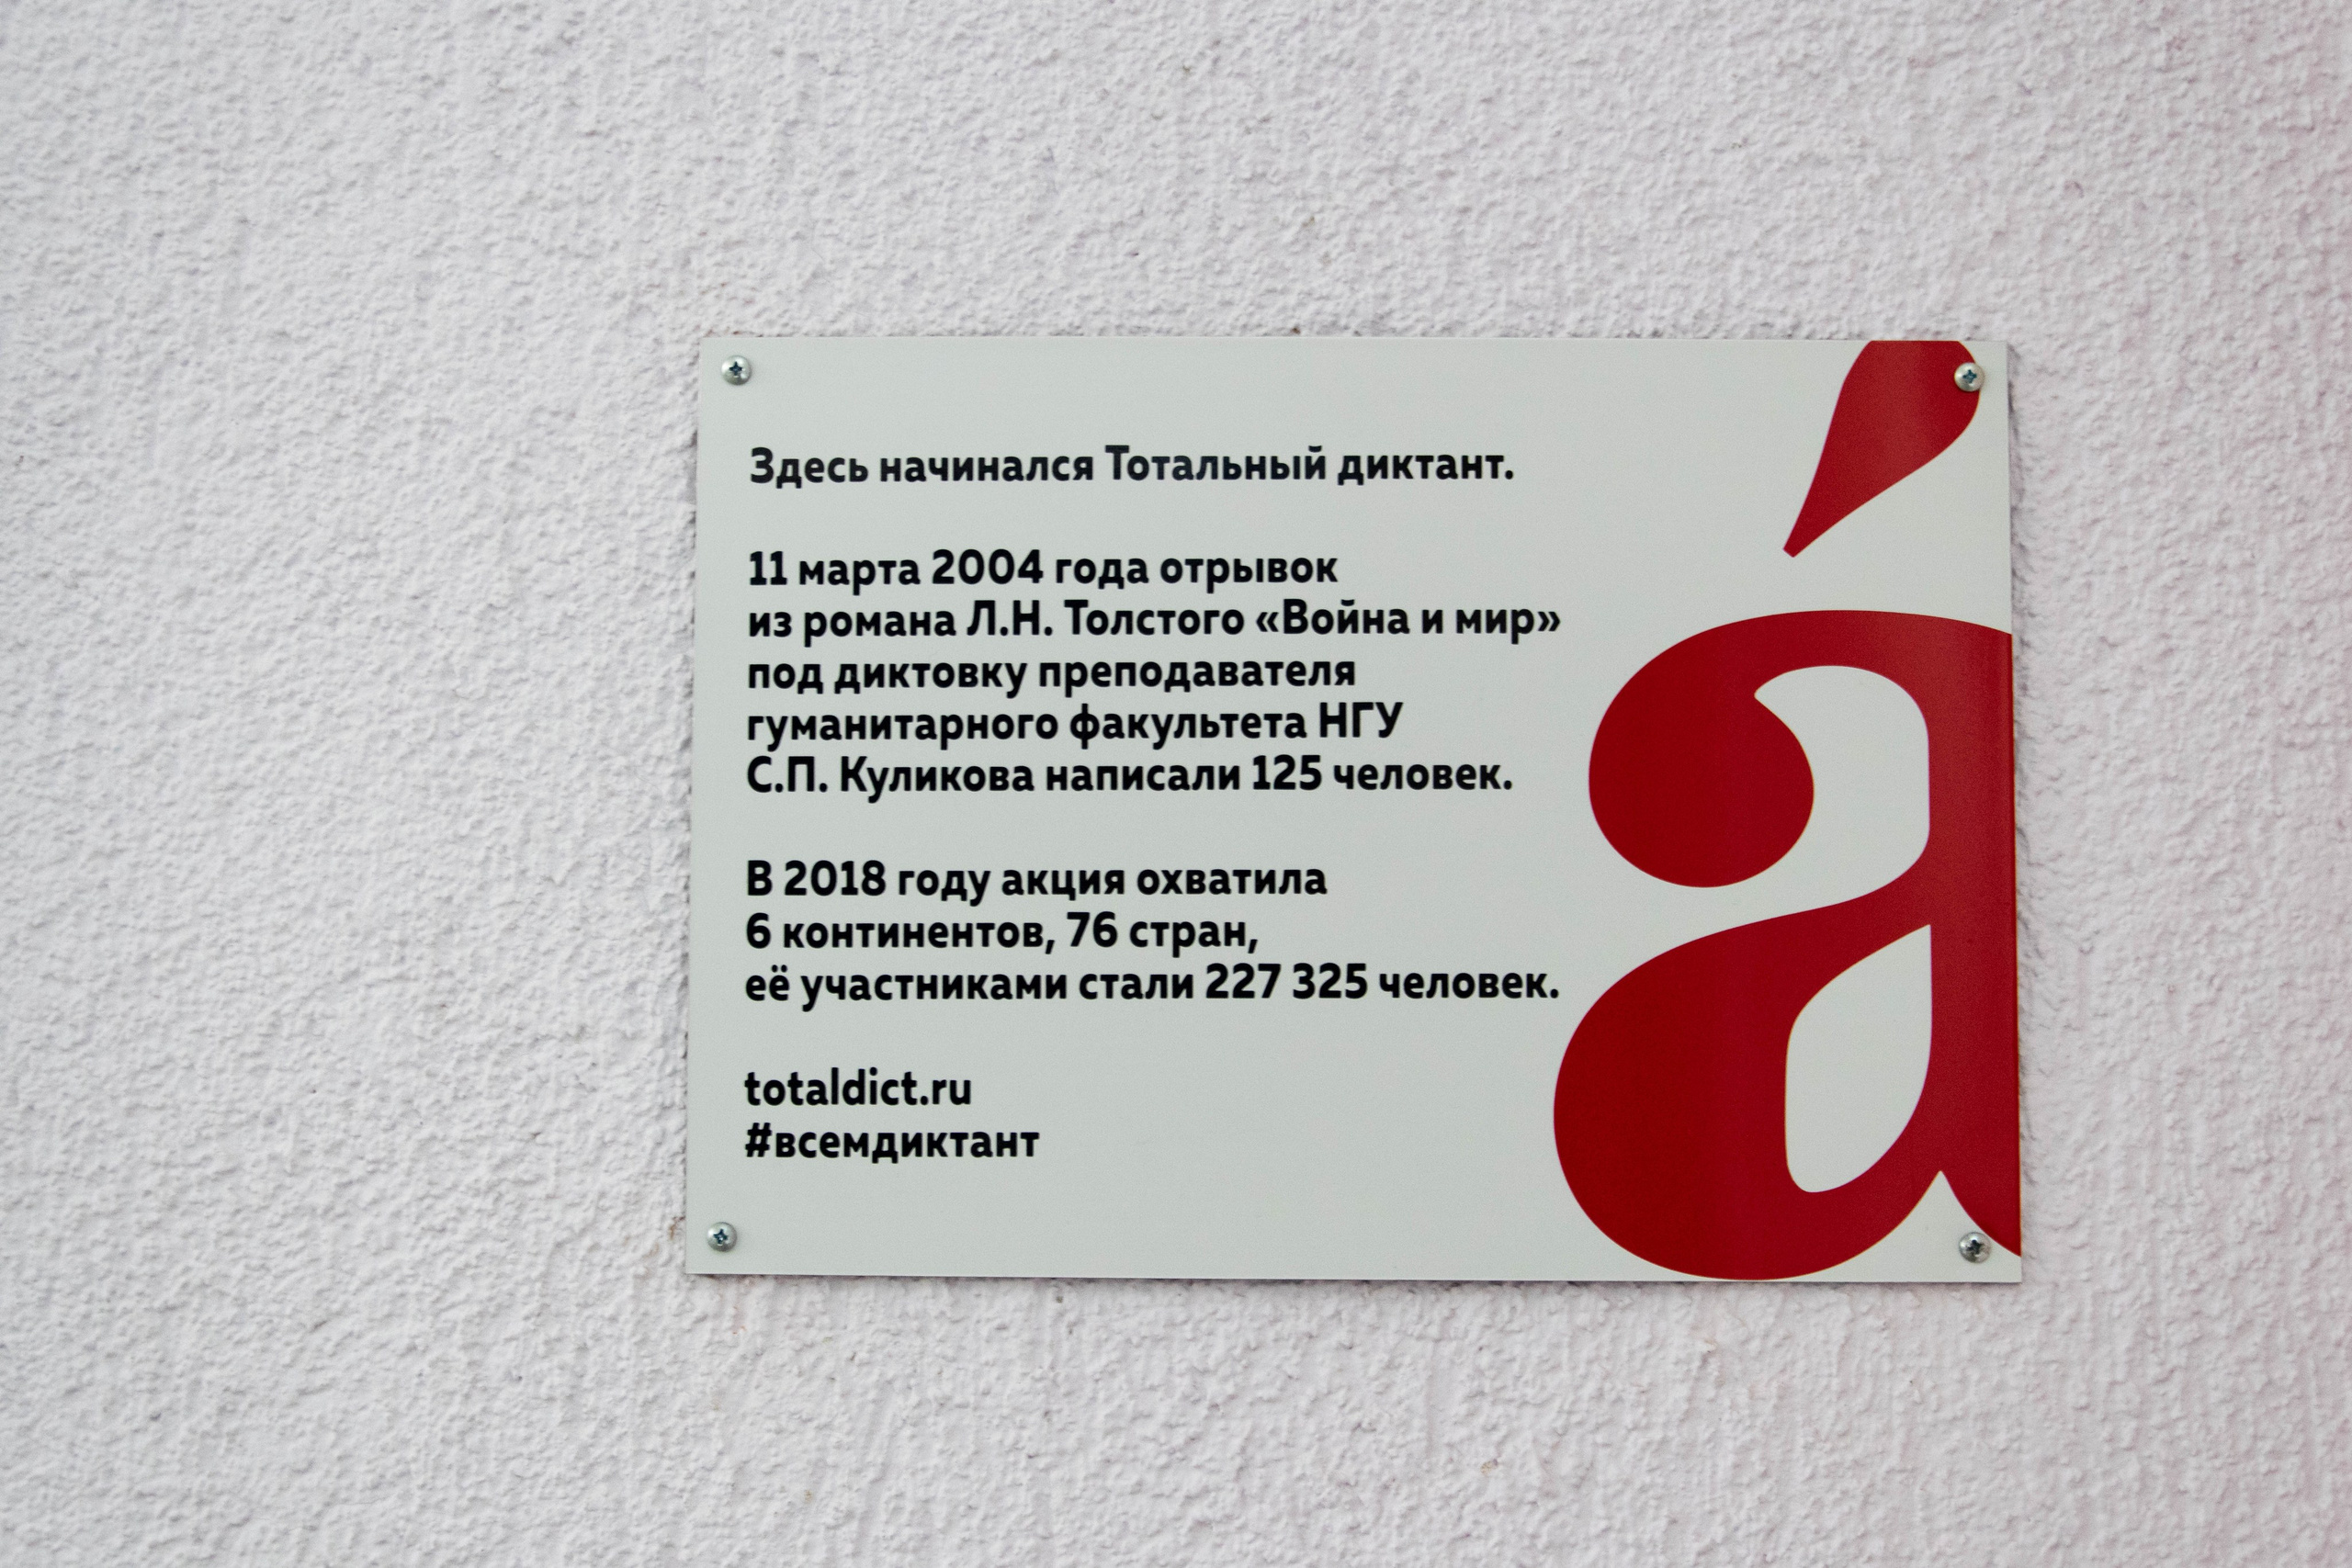 Здесь начинался Тотальный диктант.
11 марта 2004 года отрывок
из романа Л.Н. Толстого «Война и мир»
под диктовку преподавателя
гуманитарного факультета НГУ
С.П. Куликова написали 125 человек.
В 2018 году акция охватила
6 континентов, 76 стран,
её участниками стали 227 325 человек.
totaldict.ru
#всемдиктант
á